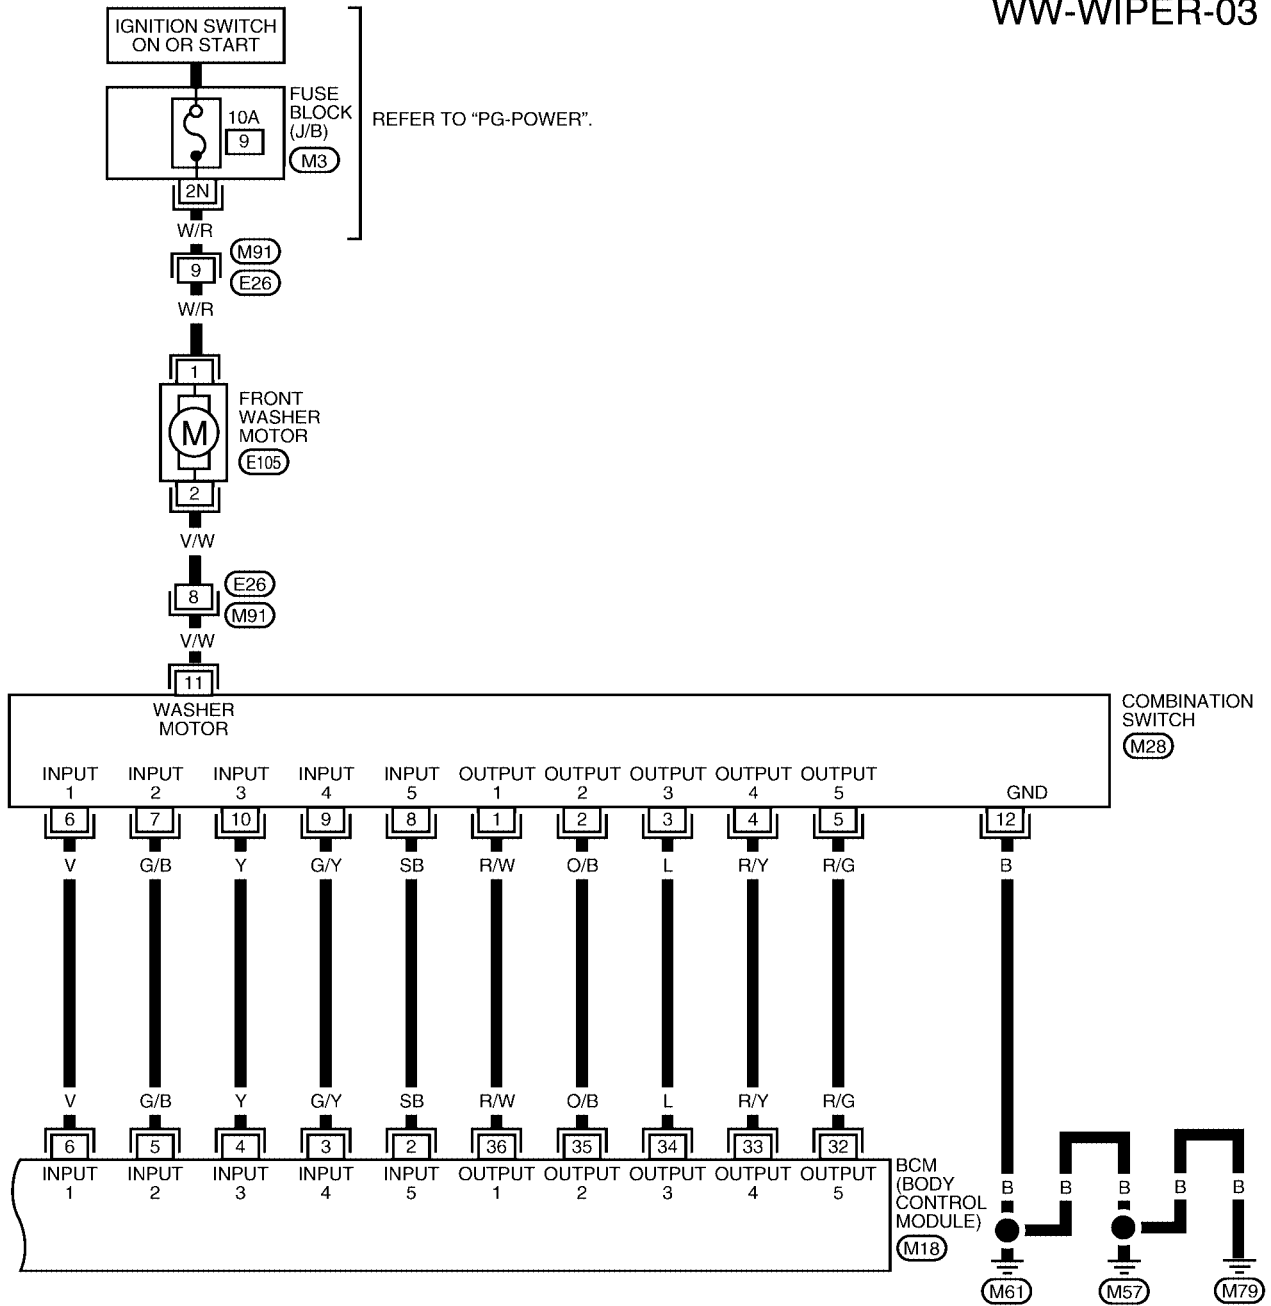 WW-WIPER-03
IGNITION SWITCH
ON OR START
FUSE
BLOCK
(J/B)
M3
10A
9
REFER TO “PG-POWER”.
2N
W/R
M91
9
E26
W/R
1
FRONT
WASHER
MOTOR
E105
M
2
V/W
E26
8
M91
V/W
11
WASHER
MOTOR
COMBINATION
SWITCH
M28
INPUT INPUT INPUT INPUT INPUT OUTPUT OUTPUT OUTPUT OUTPUT OUTPUT
1 2 3 4 5 1 2 3 4 5 GND
6 7 10 9 8 1 2 3 4 5 12
V G/B Y G/Y SB R/W O/B L R/Y R/G B
V G/B Y G/Y SB R/W O/B L R/Y R/G
6 5 4 3 2 36 35 34 33 32
INPUT INPUT INPUT INPUT INPUT OUTPUT OUTPUT OUTPUT OUTPUT OUTPUT
1 2 3 4 5 1 2 3 4 5
BCM
(BODY
CONTROL
MODULE)
M18
B B B B B
M61 M57 M79